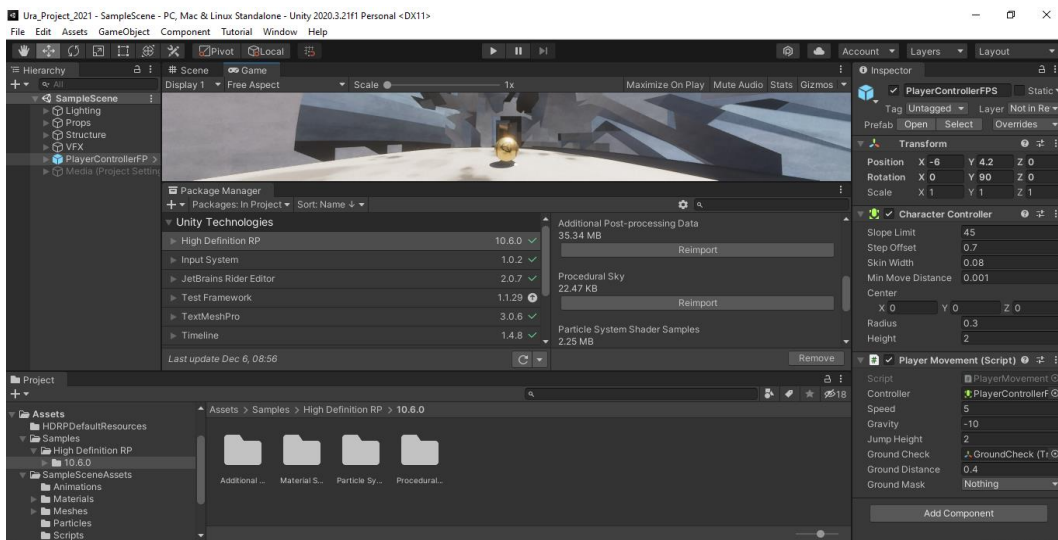 Ura_Project_2021 - SampleScene - PC, Mac & Linux Standalone - Unity 2020.3.21f1 Personal <DX11>
File Edit Assets GameObject Component Tutorial Window Help
Pivot Local
Account Layers Layout
Hierarchy
All
SampleScene
Lighting
Props
Structure
VFX
PlayerControllerFP
Media (Project Setting
# Scene Game
Display 1 Free Aspect Scale 1x Maximize On Play Mute Audio Stats Gizmos
Package Manager
Packages: In Project Sort: Name ↓
Unity Technologies
High Definition RP 10.6.0
Input System 1.0.2
JetBrains Rider Editor 2.0.7
Test Framework 1.1.29
TextMeshPro 3.0.6
Timeline 1.4.8
Last update Dec 6, 08:56
Additional Post-processing Data
35.34 MB
Reimport
Procedural Sky
22.47 KB
Reimport
Particle System Shader Samples
2.25 MB
Remove
Project
18
Assets
HDRPDefaultResources
Samples
High Definition RP
10.6.0
SampleSceneAssets
Animations
Materials
Meshes
Particles
Scripts
Assets > Samples > High Definition RP > 10.6.0
Additional ... Material S... Particle Sy... Procedural...
Inspector
PlayerControllerFPS Static
Tag Untagged Layer Not in Re
Prefab Open Select Overrides
Transform
Position X -6 Y 4.2 Z 0
Rotation X 0 Y 90 Z 0
Scale X 1 Y 1 Z 1
Character Controller
Slope Limit 45
Step Offset 0.7
Skin Width 0.08
Min Move Distance 0.001
Center
X 0 Y 0 Z 0
Radius 0.3
Height 2
Player Movement (Script)
Script PlayerMovement
Controller PlayerControllerF
Speed 5
Gravity -10
Jump Height 2
Ground Check GroundCheck (Tr
Ground Distance 0.4
Ground Mask Nothing
Add Component